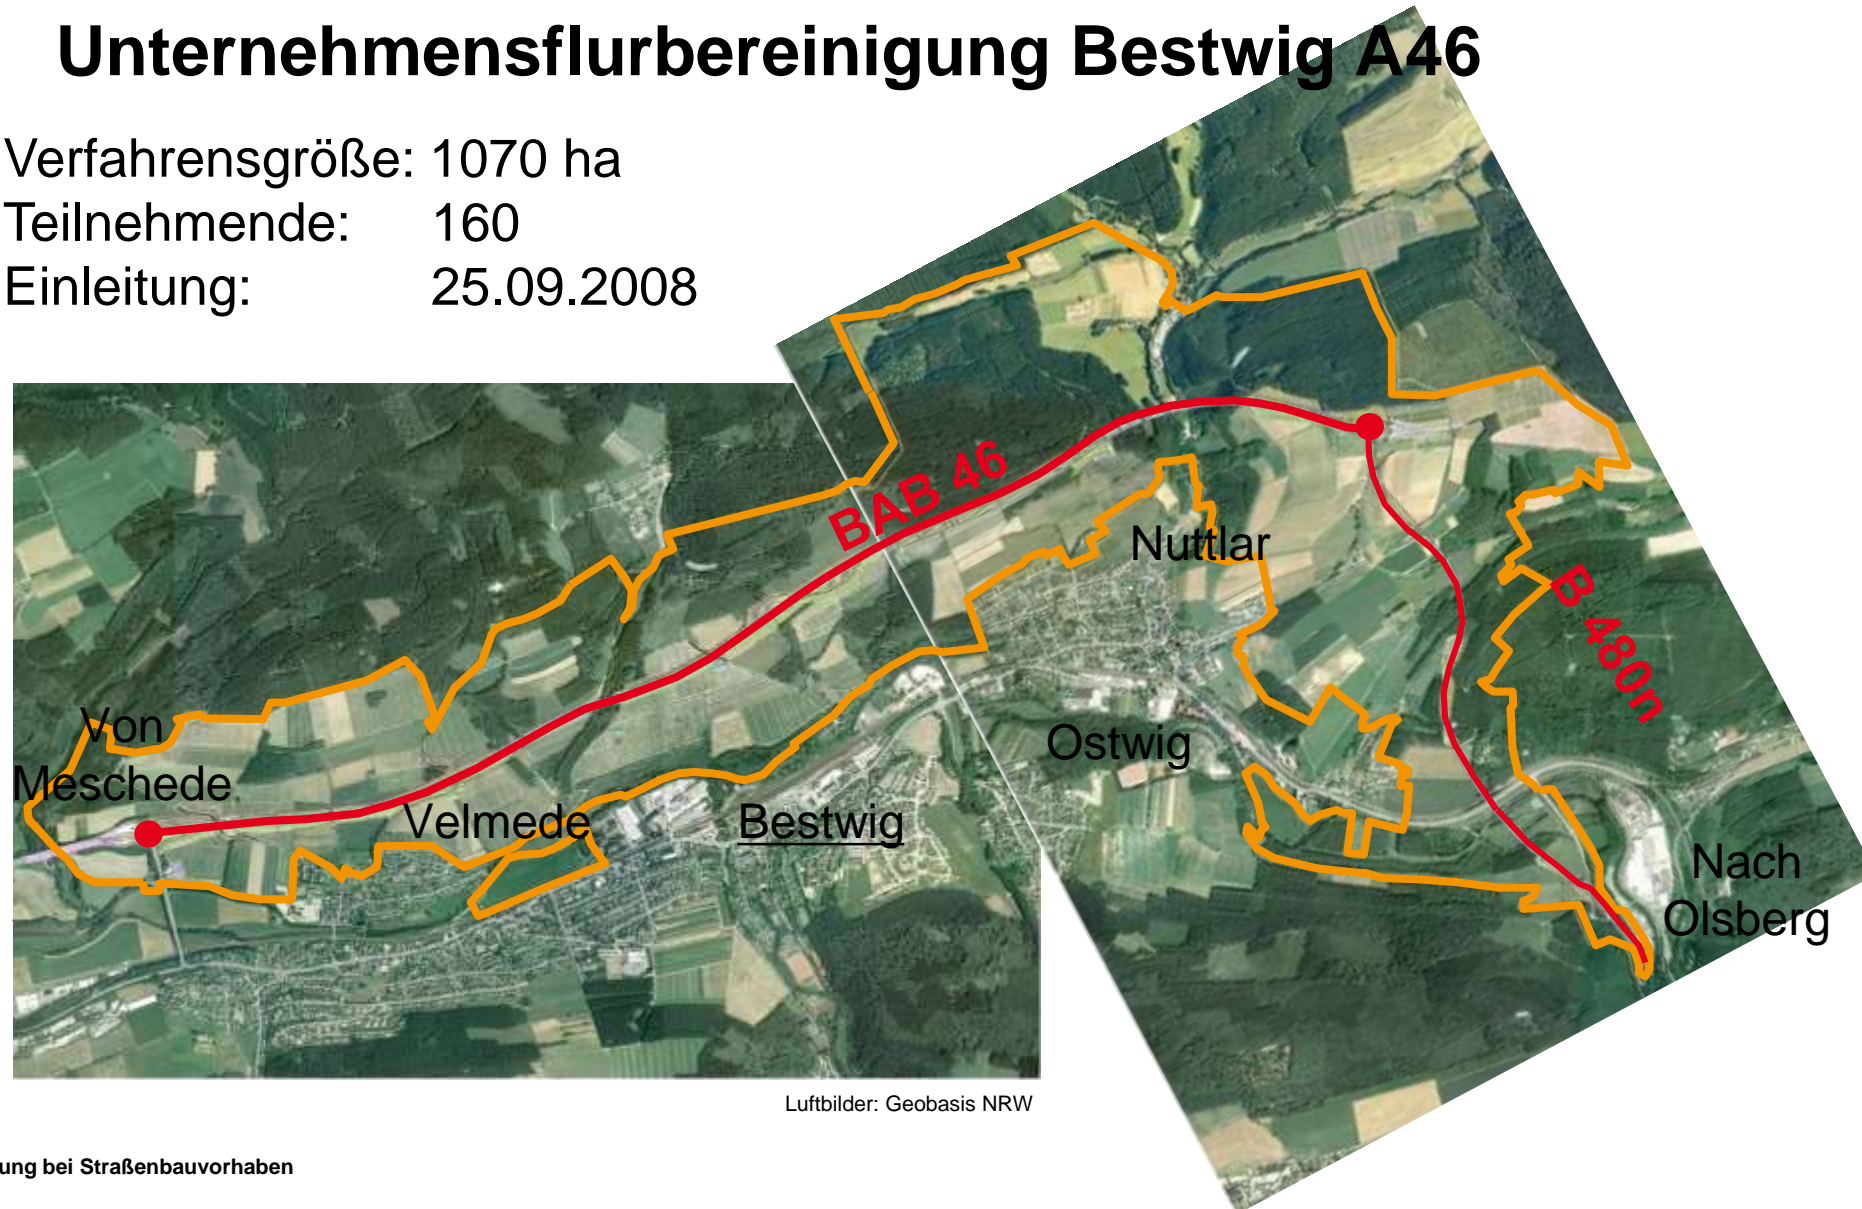 Unternehmensflurbereinigung Bestwig A46
Verfahrensgröße: 1070 ha
Teilnehmende: 160
Einleitung: 25.09.2008
BAB 46
Nuttlar
B 480n
Von
Meschede
Ostwig
Velmede
Bestwig
Nach
Olsberg
Luftbilder: Geobasis NRW
ung bei Straßenbauvorhaben